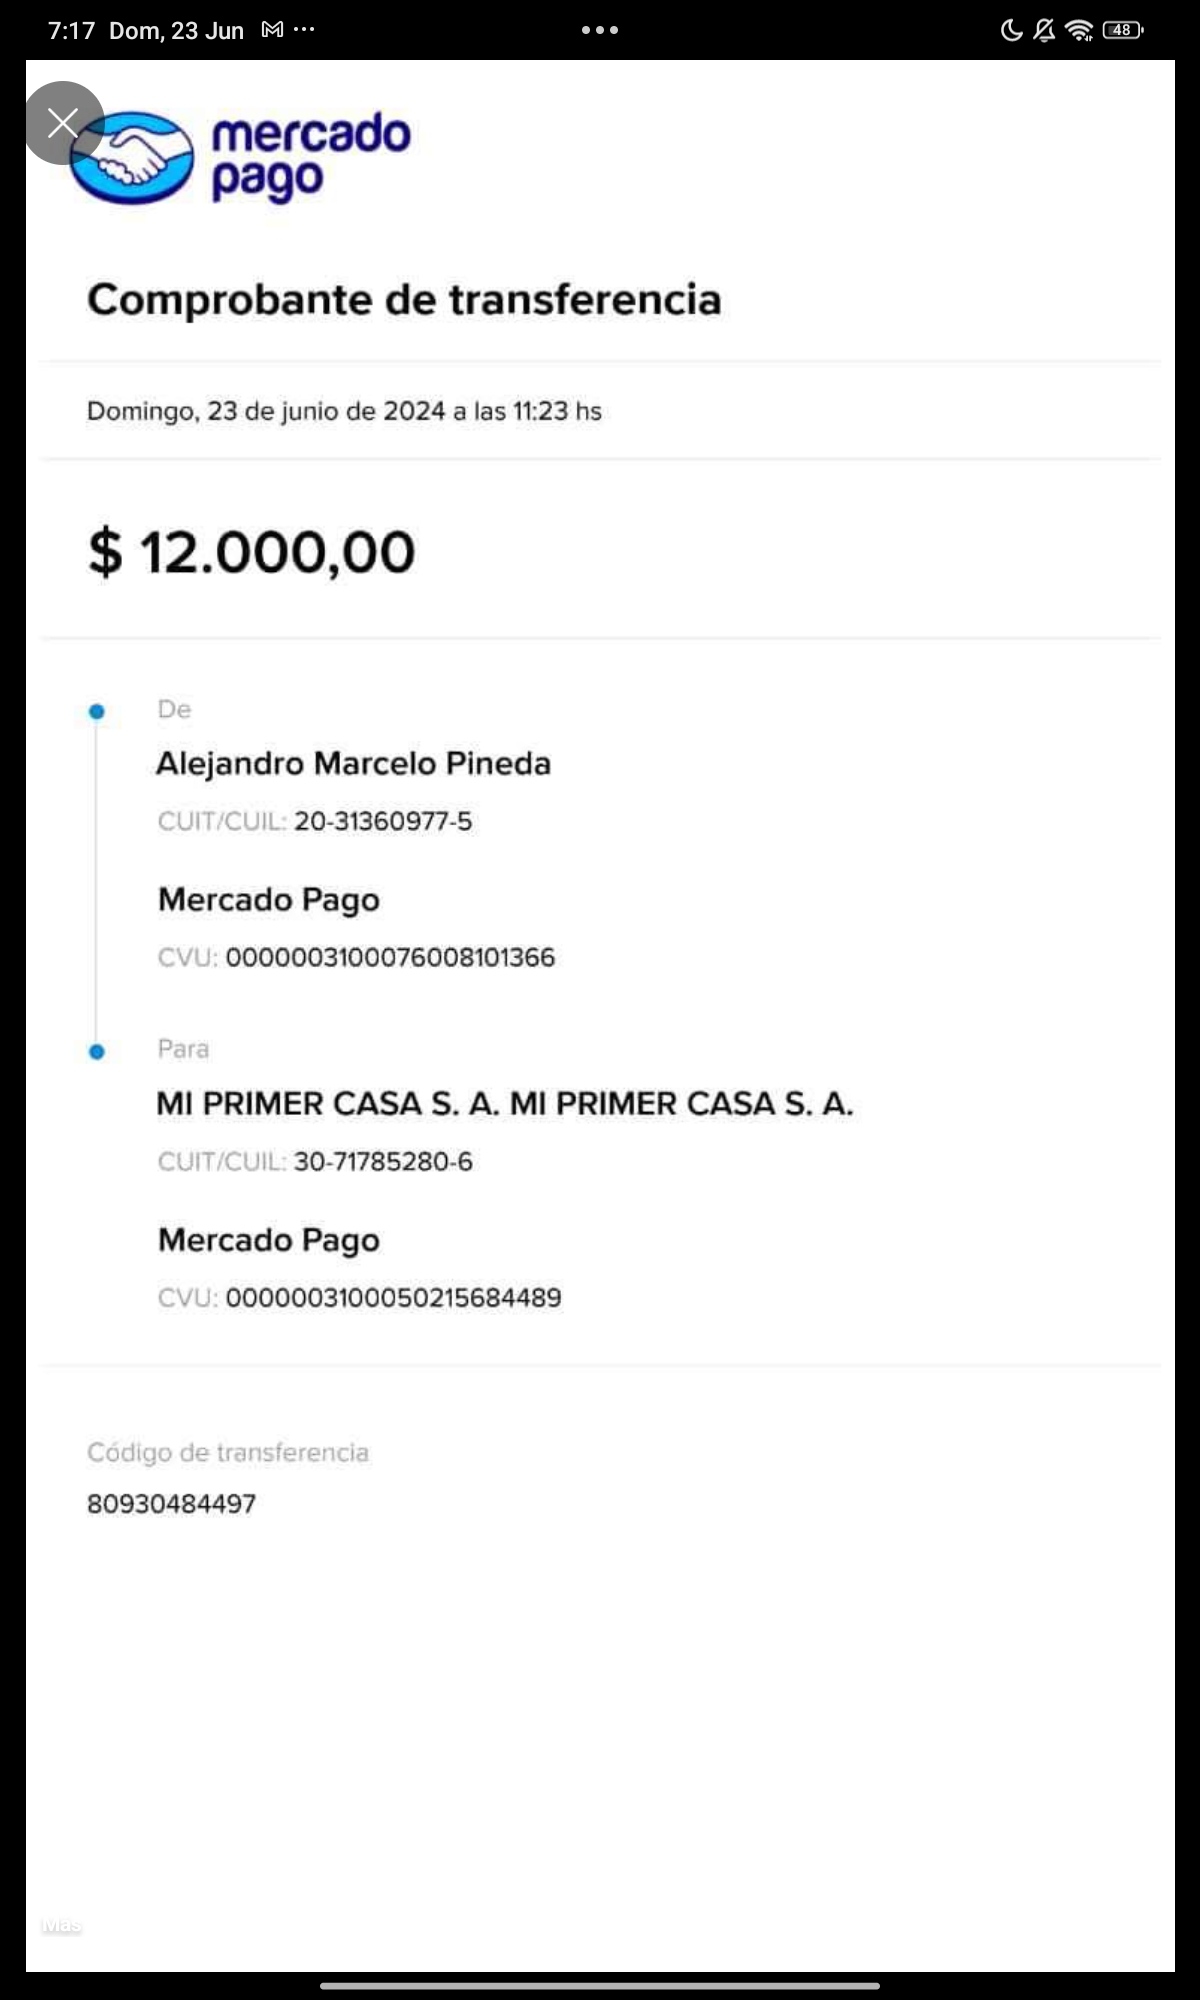 7:17 Dom, 23 Jun
48
mercado
pago
Comprobante de transferencia
Domingo, 23 de junio de 2024 a las 11:23 hs
$ 12.000,00
De
Alejandro Marcelo Pineda
CUIT/CUIL: 20-31360977-5
Mercado Pago
CVU: 0000003100076008101366
Para
MI PRIMER CASA S. A. MI PRIMER CASA S. A.
CUIT/CUIL: 30-71785280-6
Mercado Pago
CVU: 0000003100050215684489
Código de transferencia
80930484497
Más